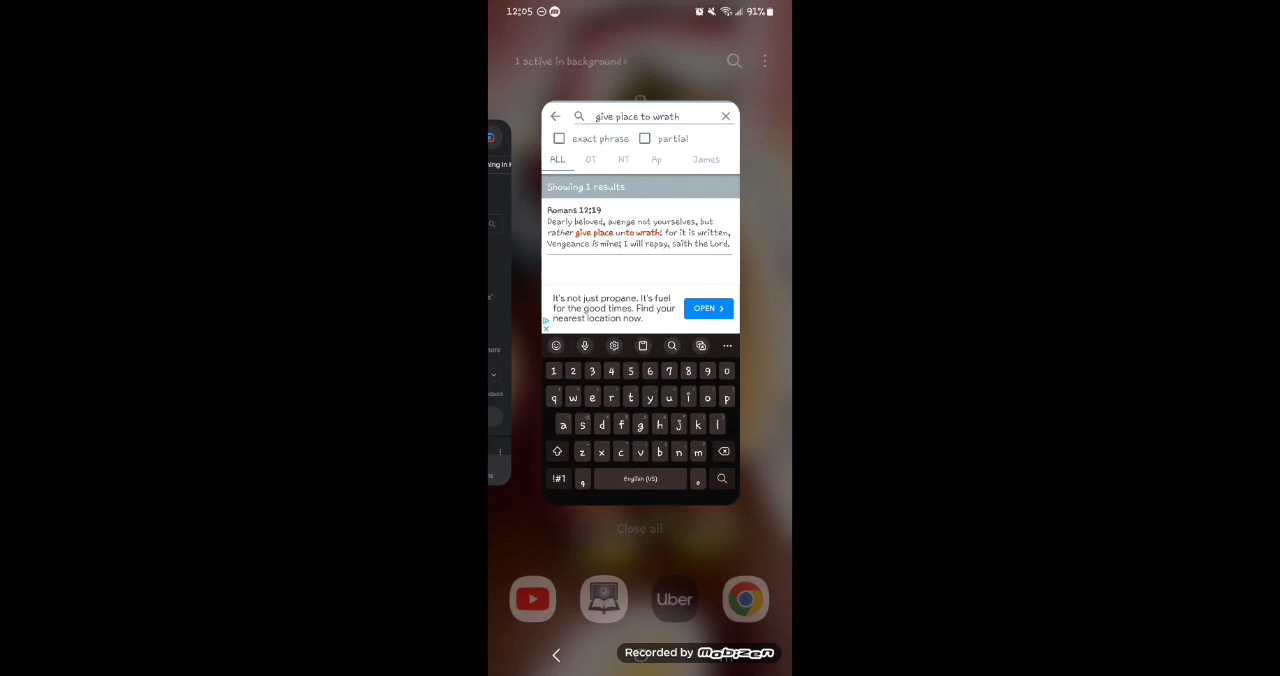 12:05 91%
1 active in background ›
give place to wrath
exact phrase partial
ALL OT NT Ap James
Showing 1 results
Romans 12:19
Dearly beloved, avenge not yourselves, but
rather give place unto wrath: for it is written,
Vengeance is mine; I will repay, saith the Lord.
It's not just propane. It's fuel
for the good times. Find your
nearest location now.
OPEN ›
1 2 3 4 5 6 7 8 9 0
q w e r t y u i o p
a s d f g h j k l
z x c v b n m
!#1 , English (US) .
Close all
Uber
Recorded by mobizen